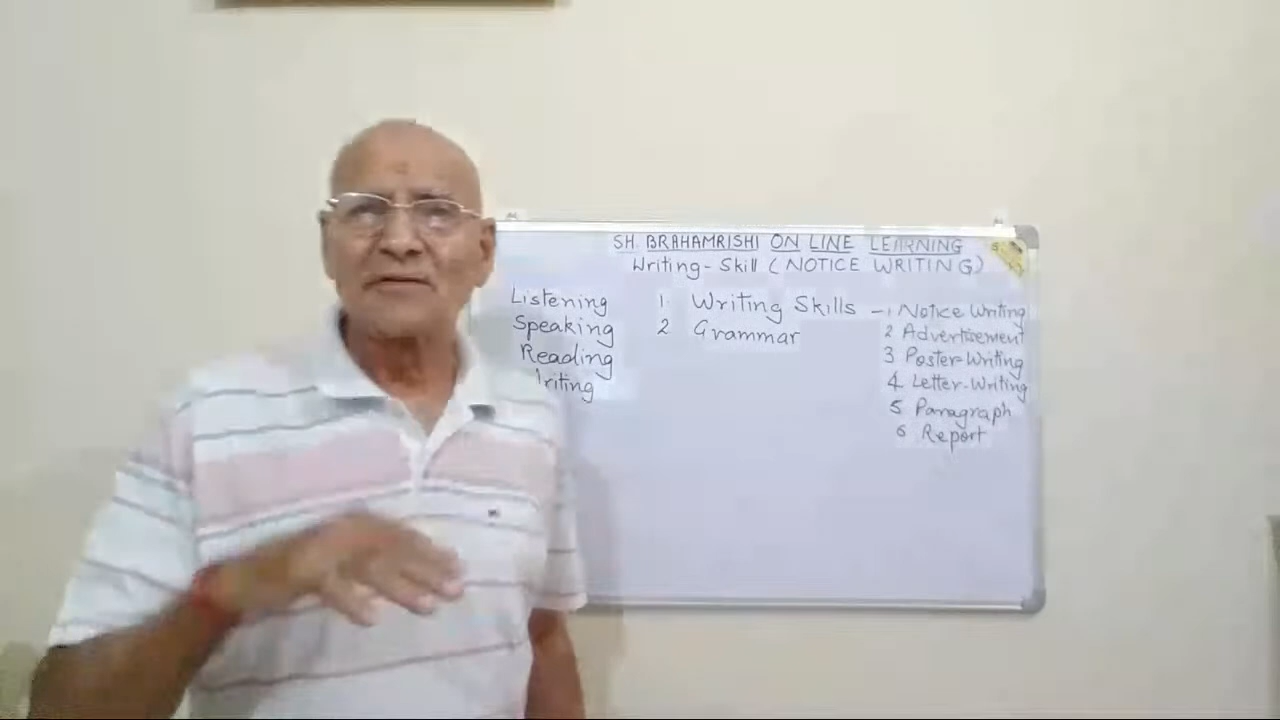 SH. BRAHAMRISHI ON LINE LEARNING
Writing-Skill (NOTICE WRITING)
Listening
Speaking
Reading
1. Writing Skills
2 Grammar
1 Notice Writing
2 Advertisement
3 Poster-Writing
4 Letter-Writing
5 Paragraph
6 Report